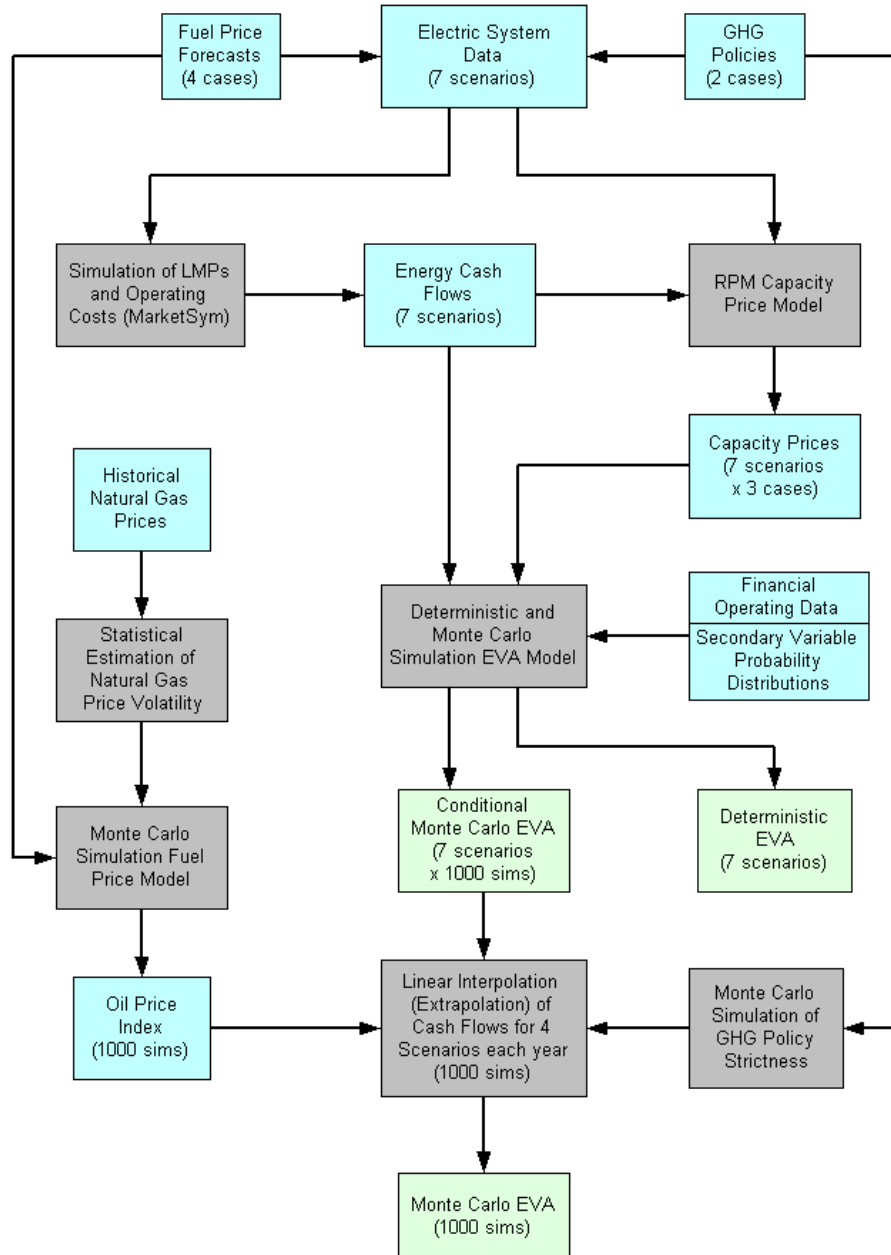 Fuel Price
Forecasts
(4 cases)
Electric System
Data
(7 scenarios)
GHG
Policies
(2 cases)
Simulation of LMPs
and Operating
Costs (MarketSym)
Energy Cash
Flows
(7 scenarios)
RPM Capacity
Price Model
Historical
Natural Gas
Prices
Capacity Prices
(7 scenarios
x 3 cases)
Statistical
Estimation of
Natural Gas
Price Volatility
Deterministic and
Monte Carlo
Simulation EVA Model
Financial
Operating Data
Secondary Variable
Probability
Distributions
Monte Carlo
Simulation Fuel
Price Model
Conditional
Monte Carlo EVA
(7 scenarios
x 1000 sims)
Deterministic
EVA
(7 scenarios)
Oil Price
Index
(1000 sims)
Linear Interpolation
(Extrapolation) of
Cash Flows for 4
Scenarios each year
(1000 sims)
Monte Carlo
Simulation of
GHG Policy
Strictness
Monte Carlo EVA
(1000 sims)